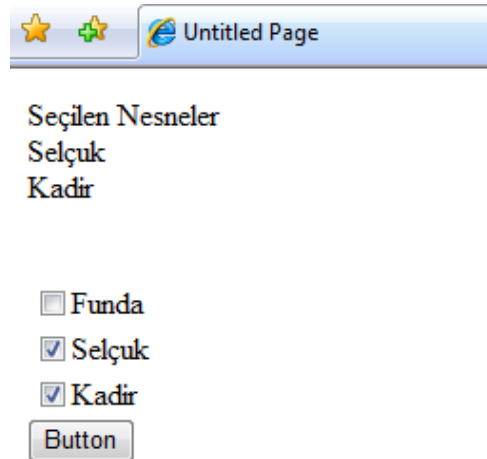 Untitled Page
Seçilen Nesneler
Selçuk
Kadir
Funda
Selçuk
Kadir
Button